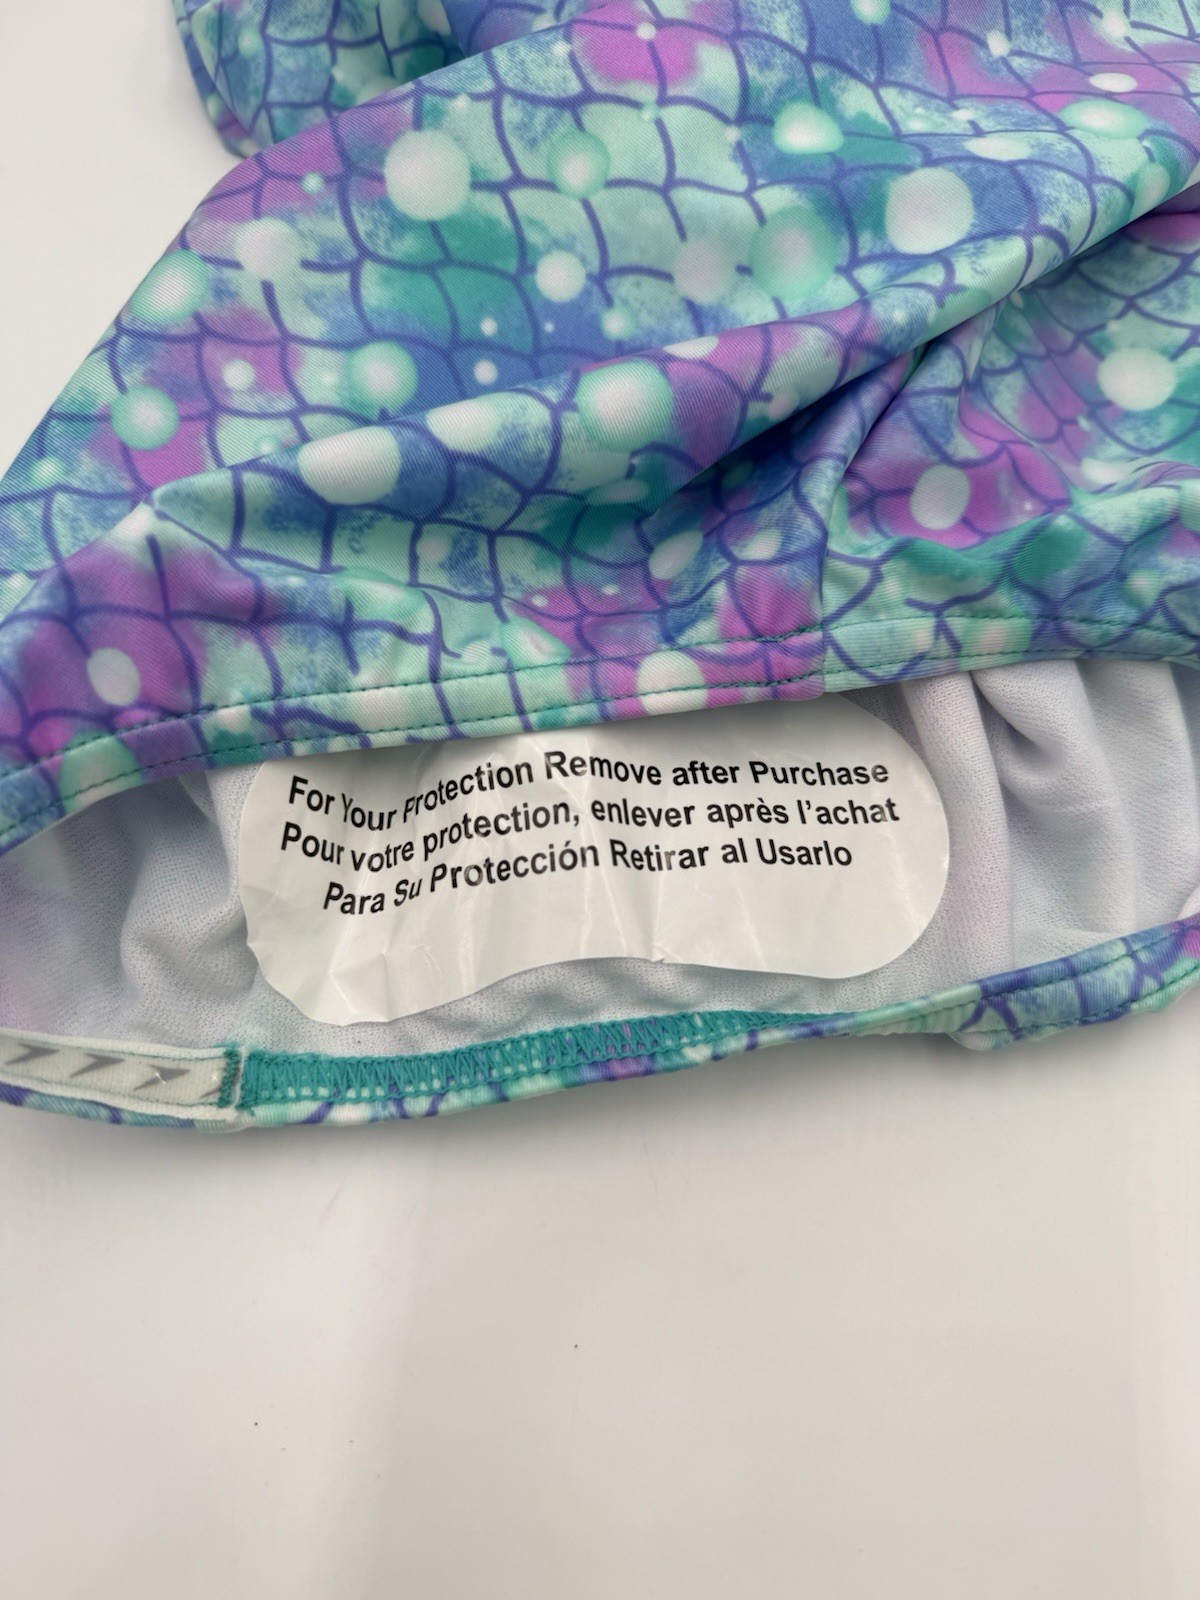 For Your Protection Remove after Purchase
Pour votre protection, enlever après l'achat
Para Su Protección Retirar al Usarlo